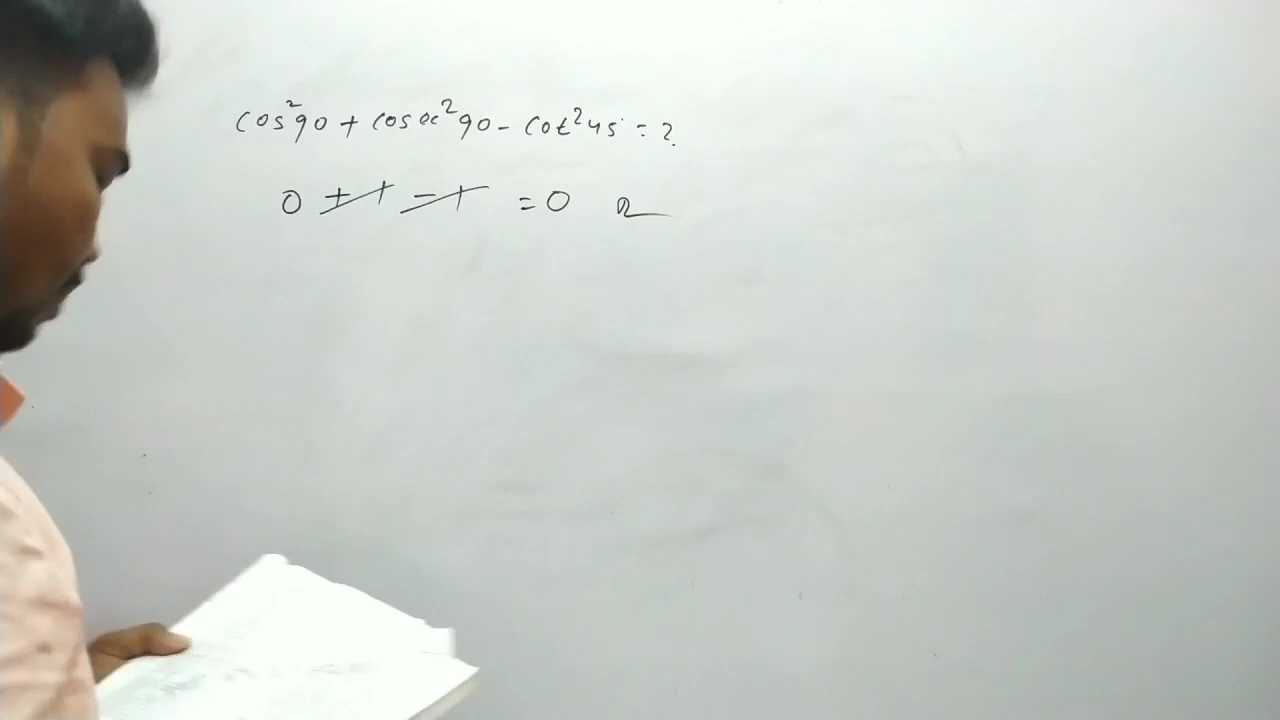 cos²90 + cosec²90 - cot²45 = ?
0 + 1 - 1 = 0